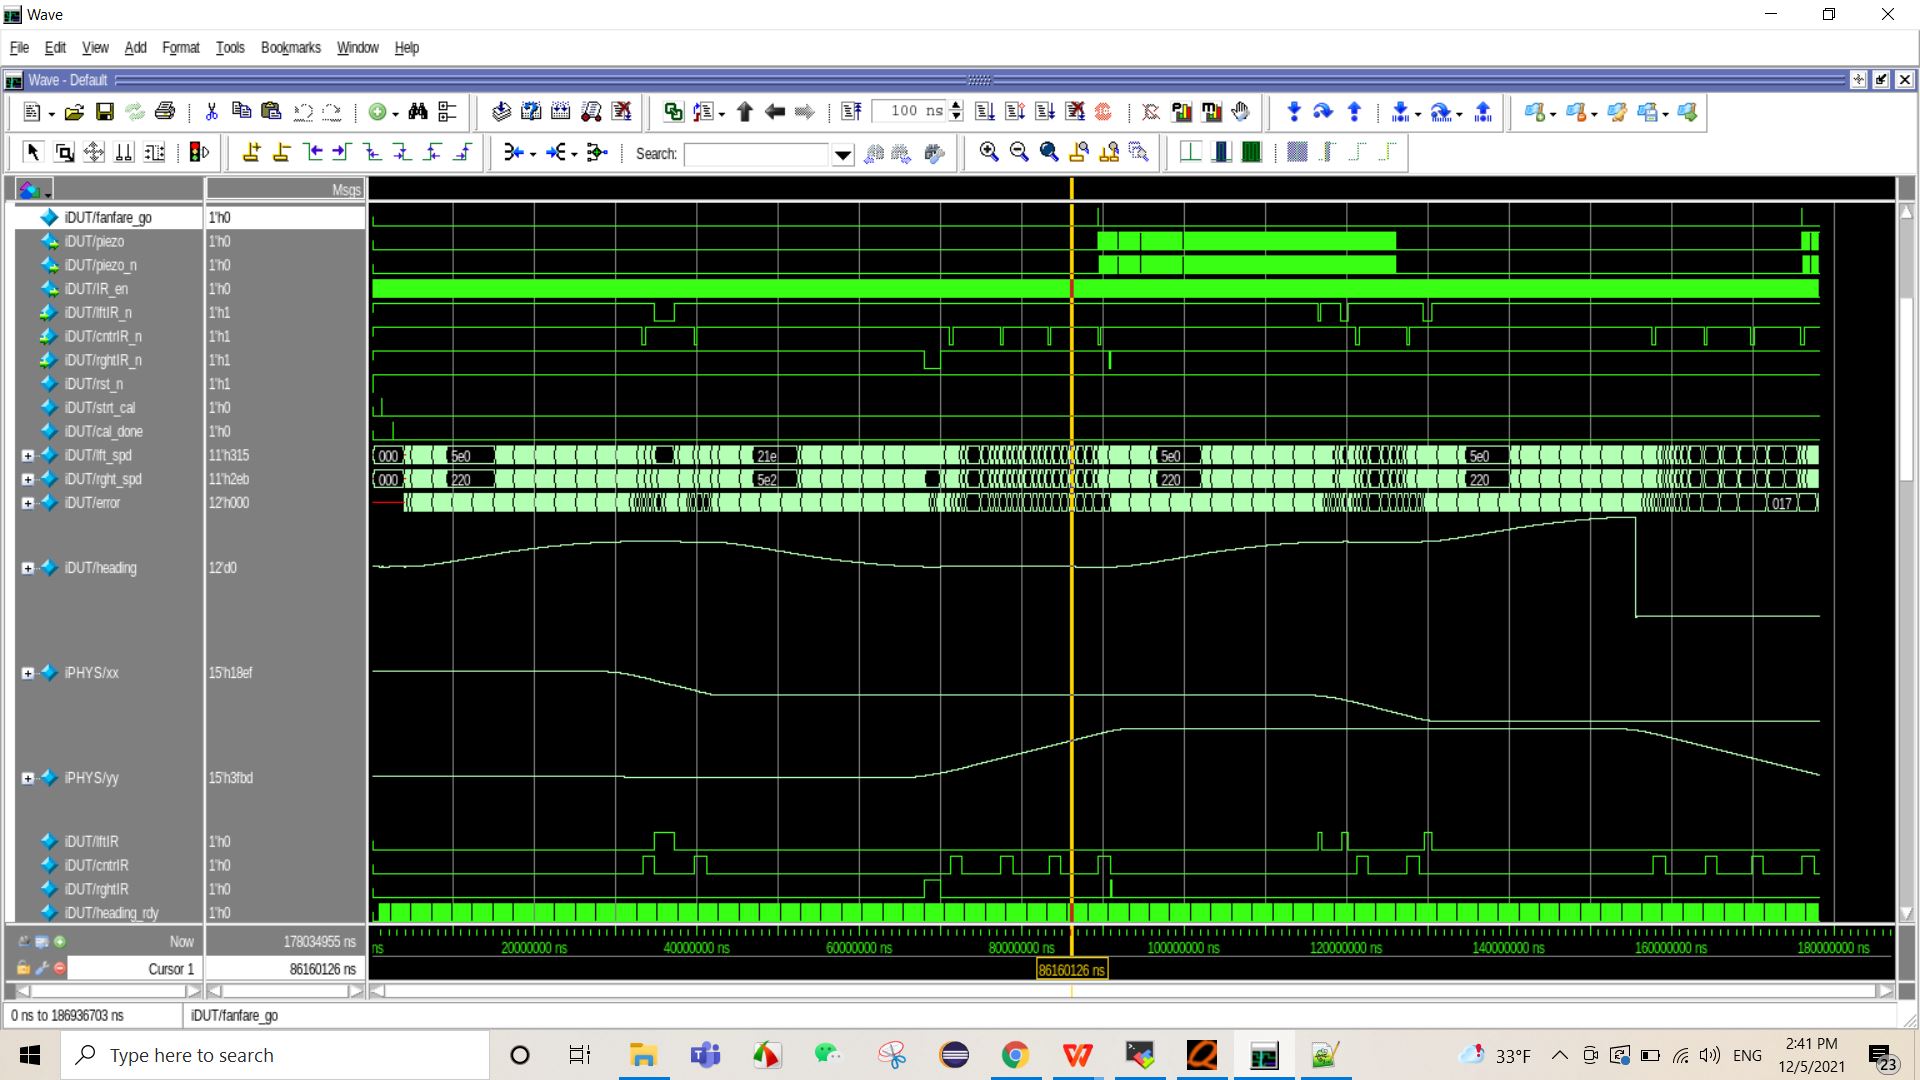 Wave
File Edit View Add Format Tools Bookmarks Window Help
Wave - Default
100 ns
Search:
Msgs
iDUT/fanfare_go 1'h0
iDUT/piezo 1'h0
iDUT/piezo_n 1'h0
iDUT/IR_en 1'h0
iDUT/lftIR_n 1'h1
iDUT/cntrIR_n 1'h1
iDUT/rghtIR_n 1'h1
iDUT/rst_n 1'h1
iDUT/strt_cal 1'h0
iDUT/cal_done 1'h0
iDUT/lft_spd 11'h315 000 5e0 21e 5e0 5e0
iDUT/rght_spd 11'h2eb 000 220 5e2 220 220
iDUT/error 12'h000 017
iDUT/heading 12'd0
iPHYS/xx 15'h18ef
iPHYS/yy 15'h3fbd
iDUT/lftIR 1'h0
iDUT/cntrIR 1'h0
iDUT/rghtIR 1'h0
iDUT/heading_rdy 1'h0
Now 178034955 ns ns 20000000 ns 40000000 ns 60000000 ns 80000000 ns 100000000 ns 120000000 ns 140000000 ns 160000000 ns 180000000 ns
Cursor 1 86160126 ns 86160126 ns
0 ns to 186936703 ns iDUT/fanfare_go
Type here to search
33°F ENG 2:41 PM
12/5/2021
23